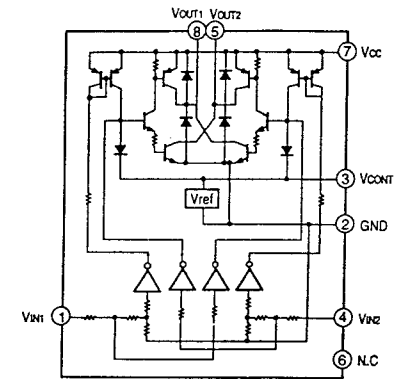 VOUT1 VOUT2
8 5
7 VCC
3 VCONT
Vref
2 GND
VIN1 1
4 VIN2
6 N.C